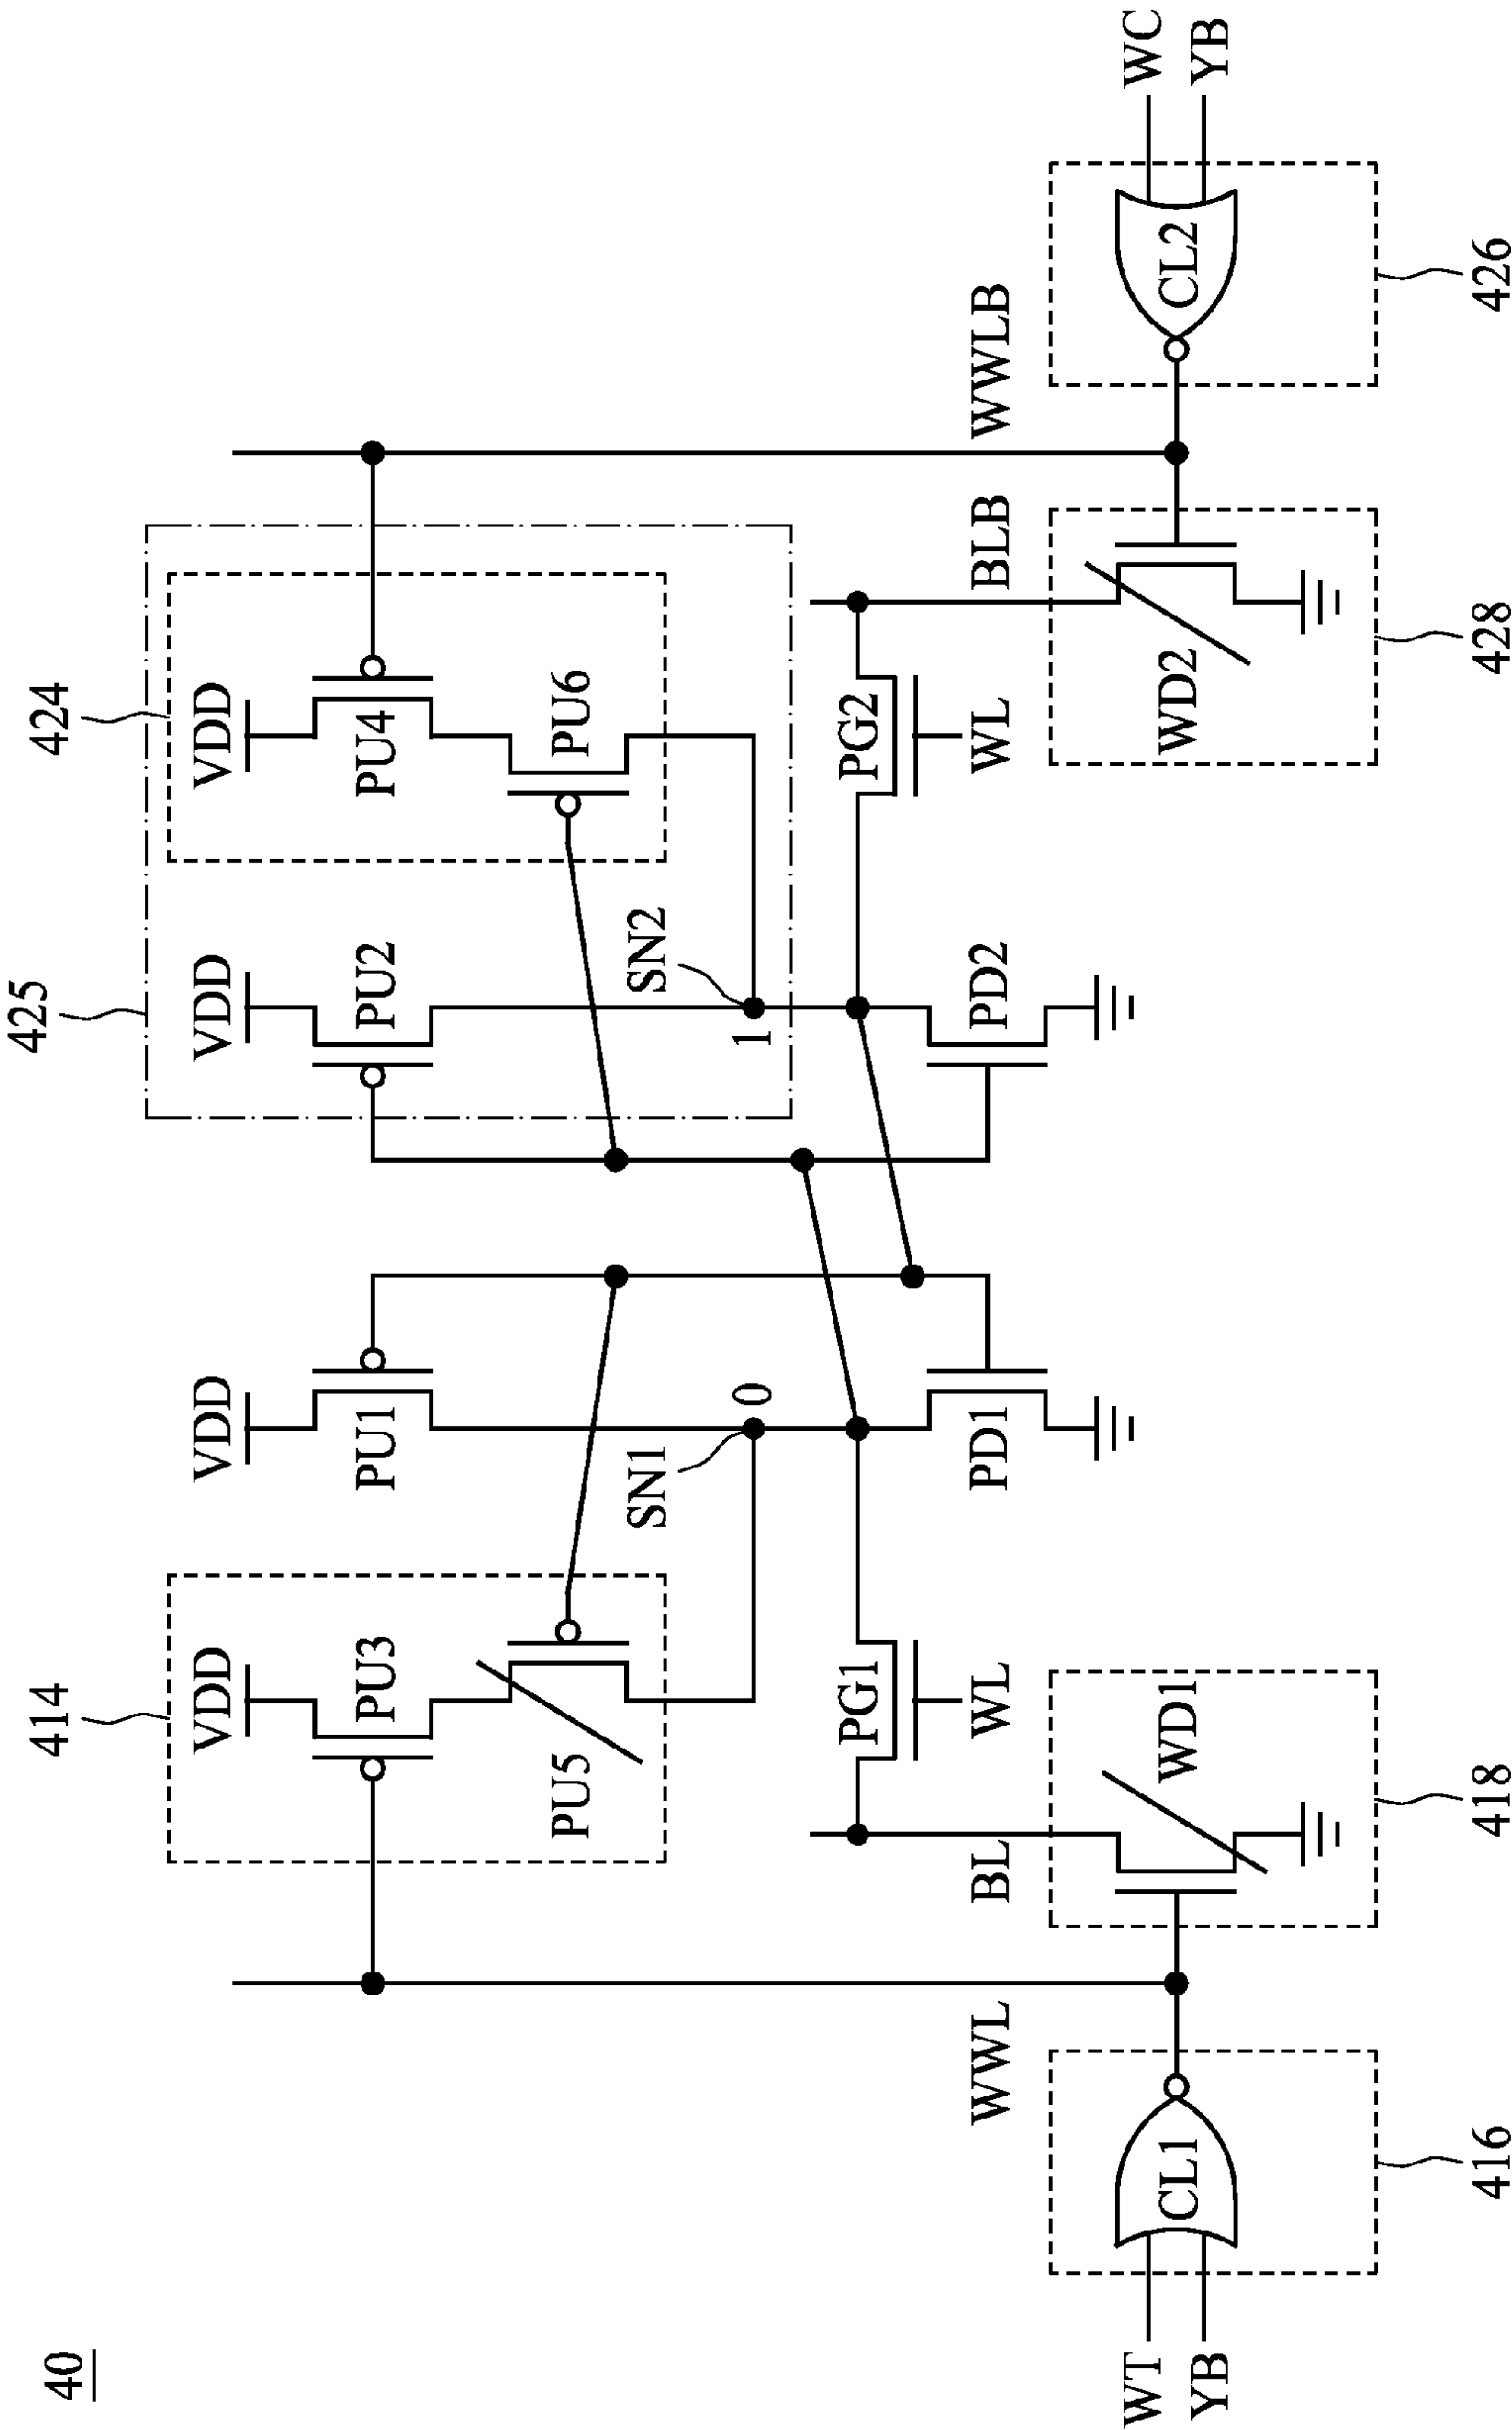 40
414
425
424
VDD
VDD
VDD
VDD
PU3
PU1
PU2
PU4
PU5
PU6
SN1
0
SN2
1
PG1
PG2
WL
WL
WWL
BL
PD1
PD2
BLB
WWLB
WT
YB
CL1
WD1
WD2
CL2
WC
YB
416
418
428
426